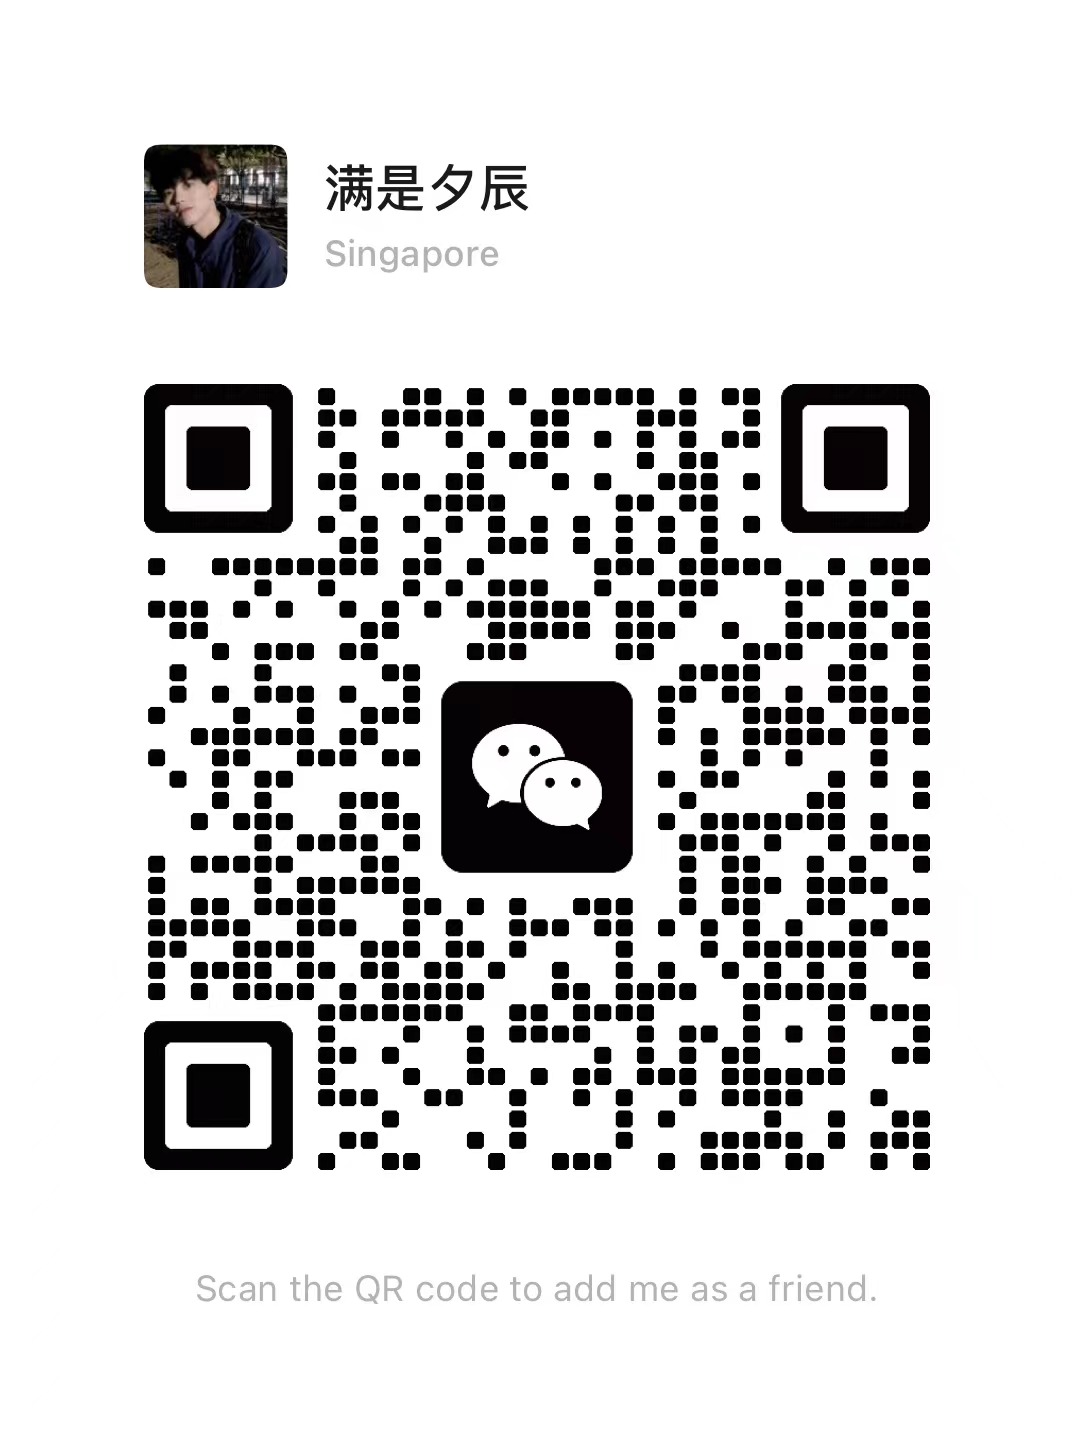 满是夕辰
Singapore
Scan the QR code to add me as a friend.